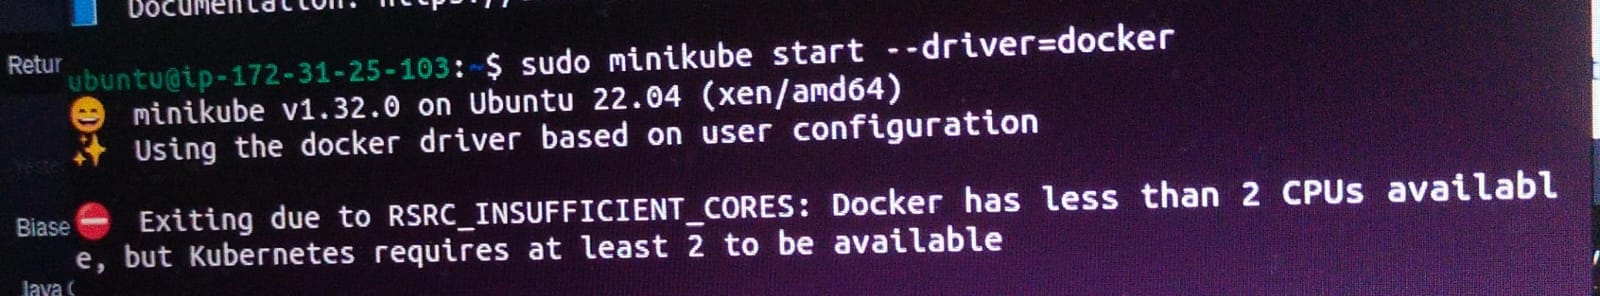 Documentation:
Retur
ubuntu@ip-172-31-25-103:~$ sudo minikube start --driver=docker
😄 minikube v1.32.0 on Ubuntu 22.04 (xen/amd64)
✨ Using the docker driver based on user configuration
Yeste
Biase
⛔ Exiting due to RSRC_INSUFFICIENT_CORES: Docker has less than 2 CPUs availabl
e, but Kubernetes requires at least 2 to be available
Java